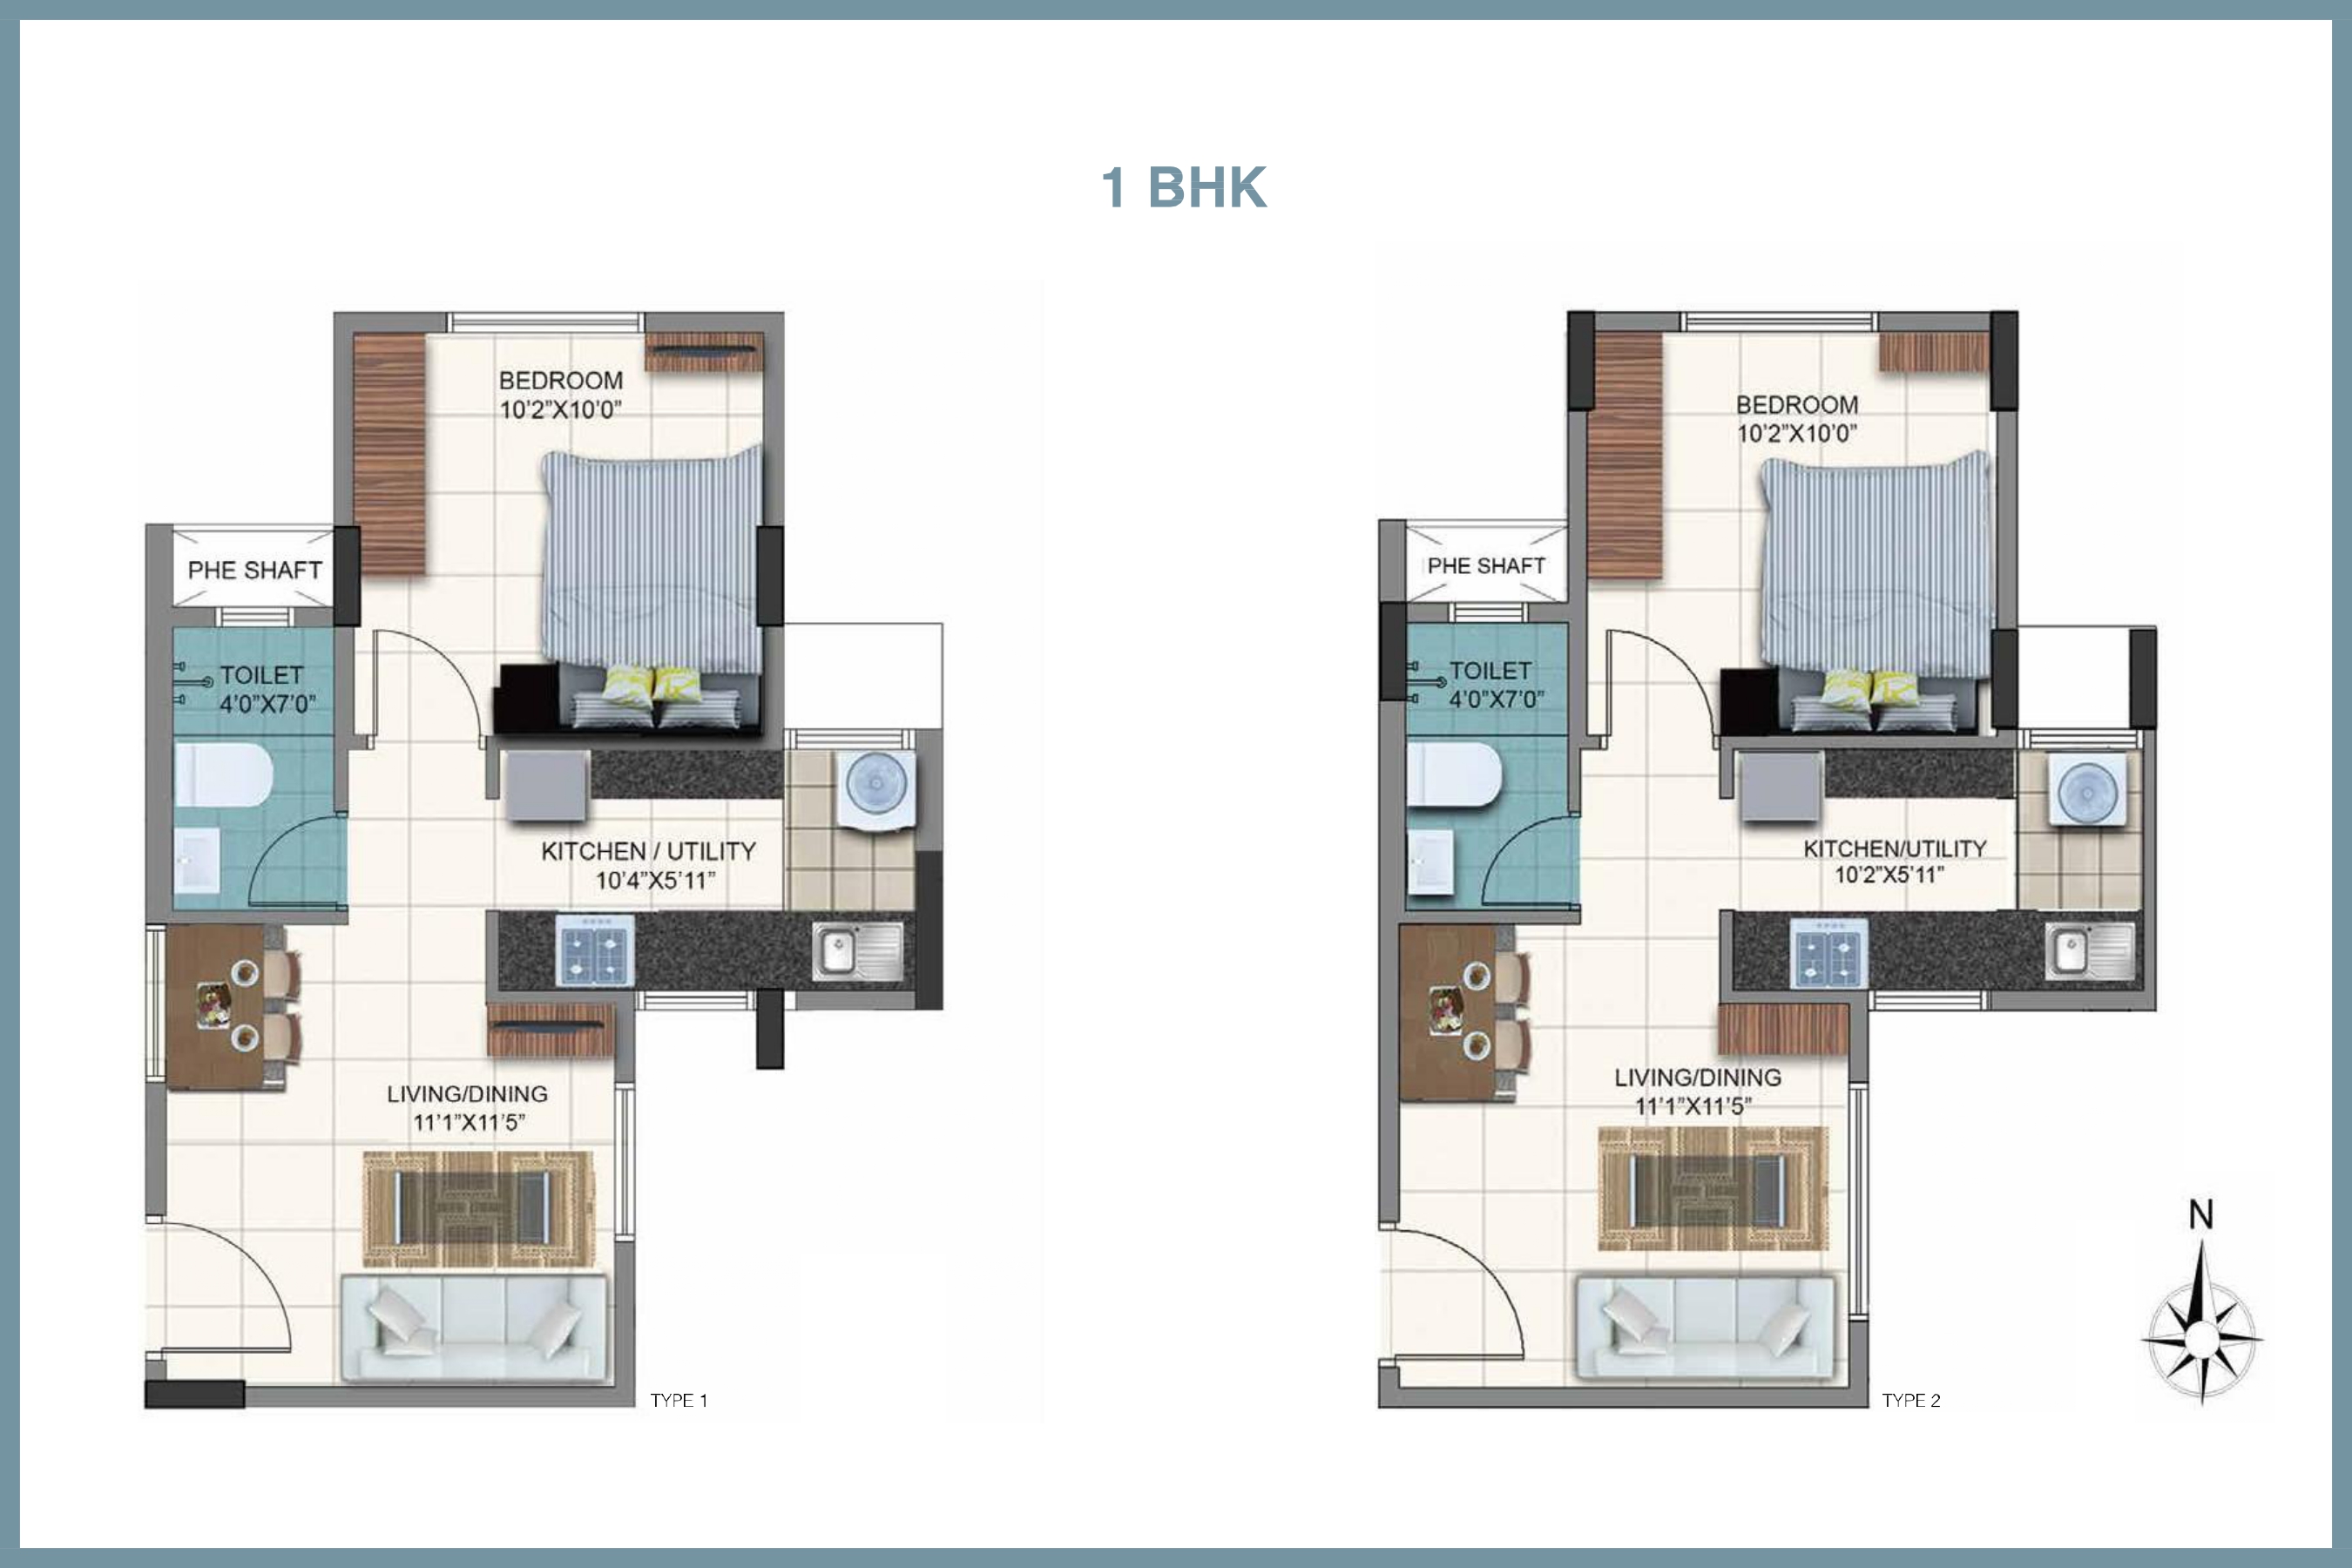 1 BHK
BEDROOM
10'2"X10'0"
PHE SHAFT
TOILET
4'0"X7'0"
KITCHEN / UTILITY
10'4"X5'11"
LIVING/DINING
11'1"X11'5"
TYPE 1
BEDROOM
10'2"X10'0"
PHE SHAFT
TOILET
4'0"X7'0"
KITCHEN/UTILITY
10'2"X5'11"
LIVING/DINING
11'1"X11'5"
TYPE 2
N